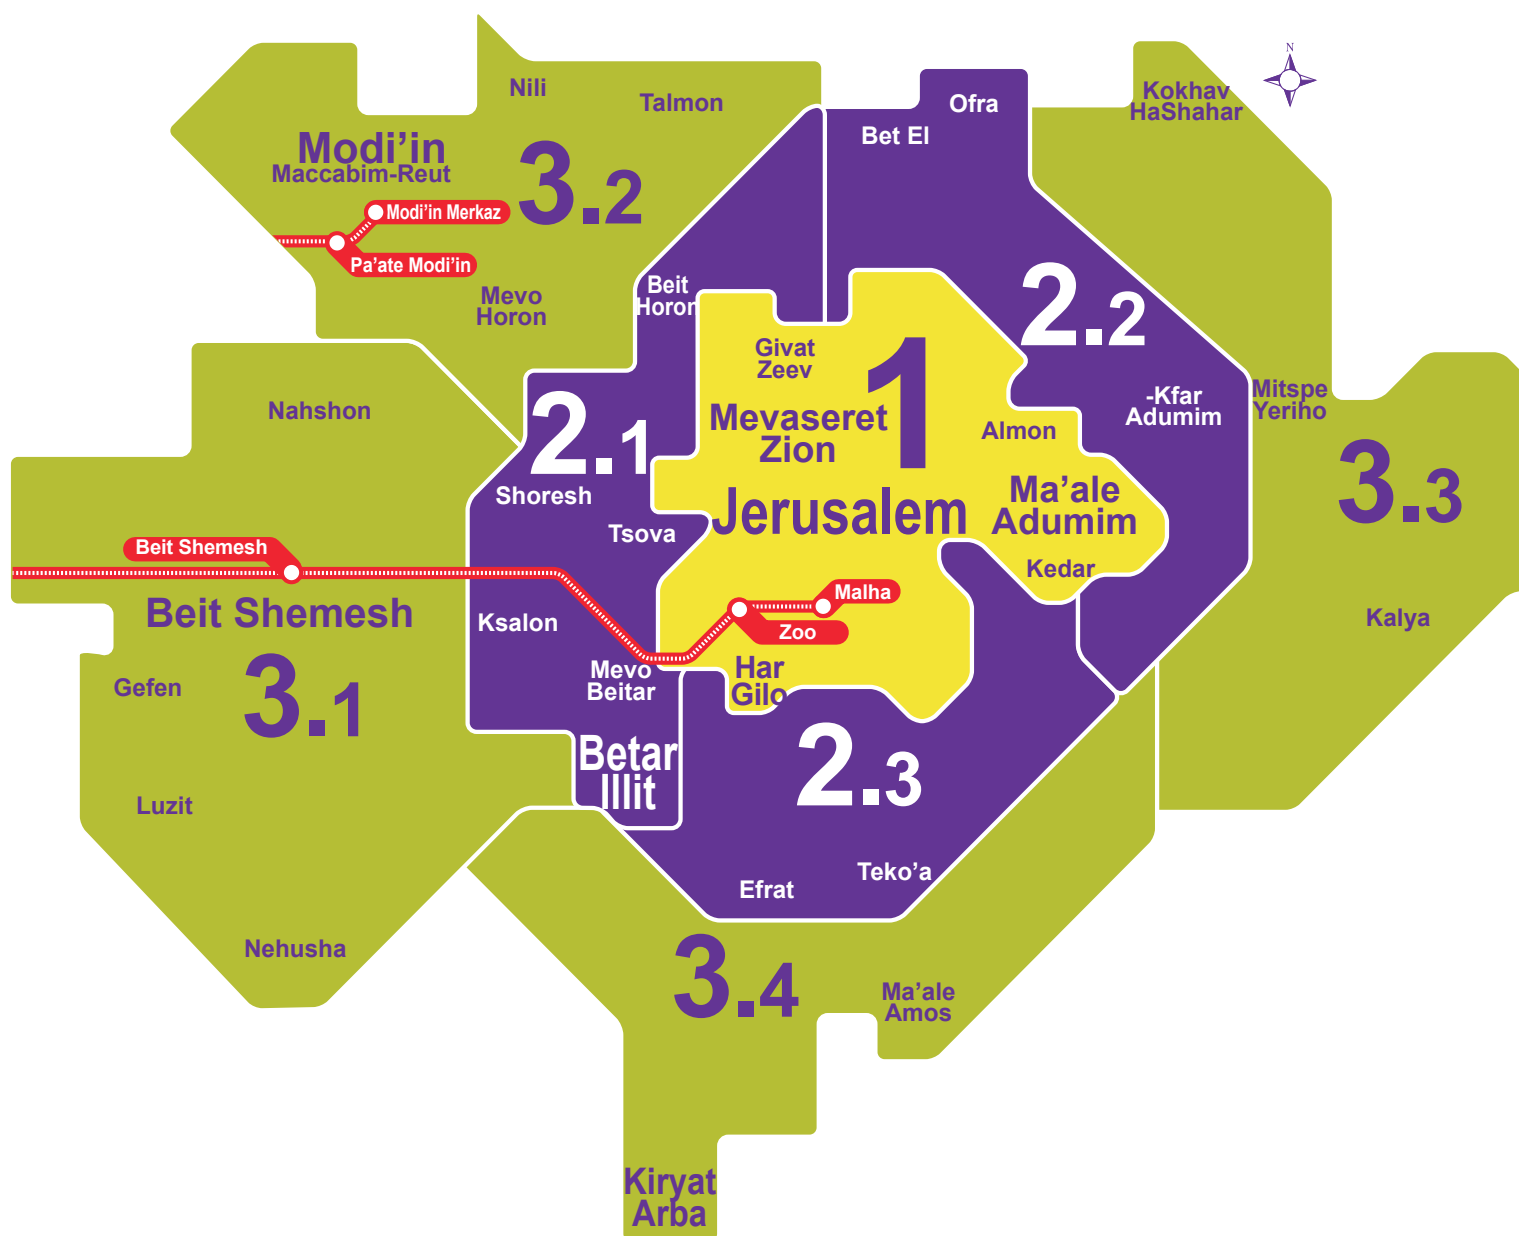 N
Nili
Talmon
Kokhav
HaShahar
Ofra
Bet El
Modi'in
Maccabim-Reut
3.2
Modi'in Merkaz
Pa'ate Modi'in
Mevo
Horon
Beit
Horon
2.2
Givat
Zeev
1
Nahshon
2.1
Mevaseret
Zion
Almon
-Kfar
Adumim
Mitspe
Yeriho
3.3
Shoresh
Tsova
Jerusalem
Ma'ale
Adumim
Kedar
Beit Shemesh
Beit Shemesh
Ksalon
Malha
Zoo
Kalya
Gefen
3.1
Mevo
Beitar
Har
Gilo
Betar
Illit
2.3
Luzit
Efrat
Teko'a
Nehusha
3.4
Ma'ale
Amos
Kiryat
Arba